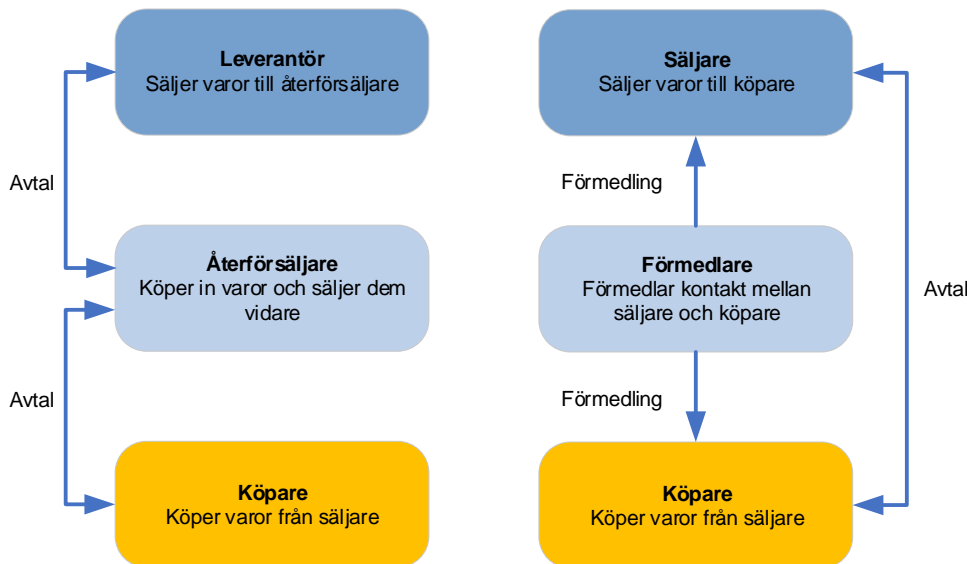 Leverantör
Säljer varor till återförsäljare
Avtal
Återförsäljare
Köper in varor och säljer dem
vidare
Avtal
Köpare
Köper varor från säljare
Säljare
Säljer varor till köpare
Förmedling
Förmedlare
Förmedlar kontakt mellan
säljare och köpare
Avtal
Förmedling
Köpare
Köper varor från säljare